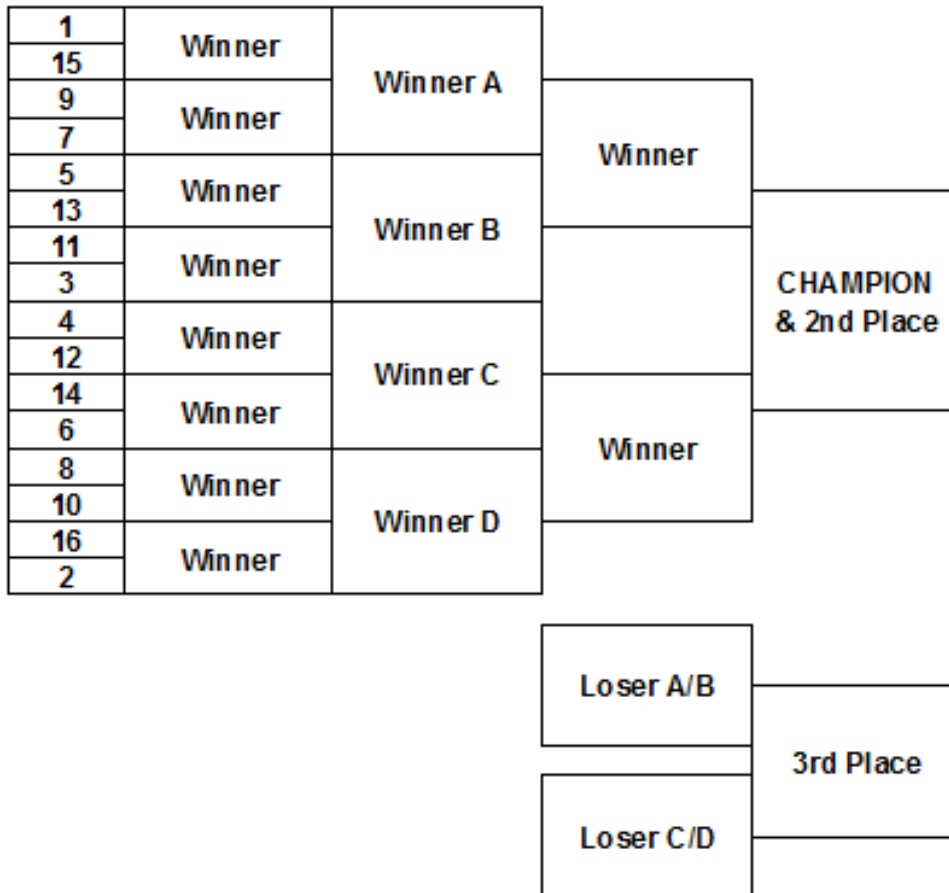 1
15
9
7
5
13
11
3
4
12
14
6
8
10
16
2
Winner
Winner
Winner
Winner
Winner
Winner
Winner
Winner
Winner A
Winner B
Winner C
Winner D
Winner
Winner
CHAMPION
& 2nd Place
Loser A/B
Loser C/D
3rd Place